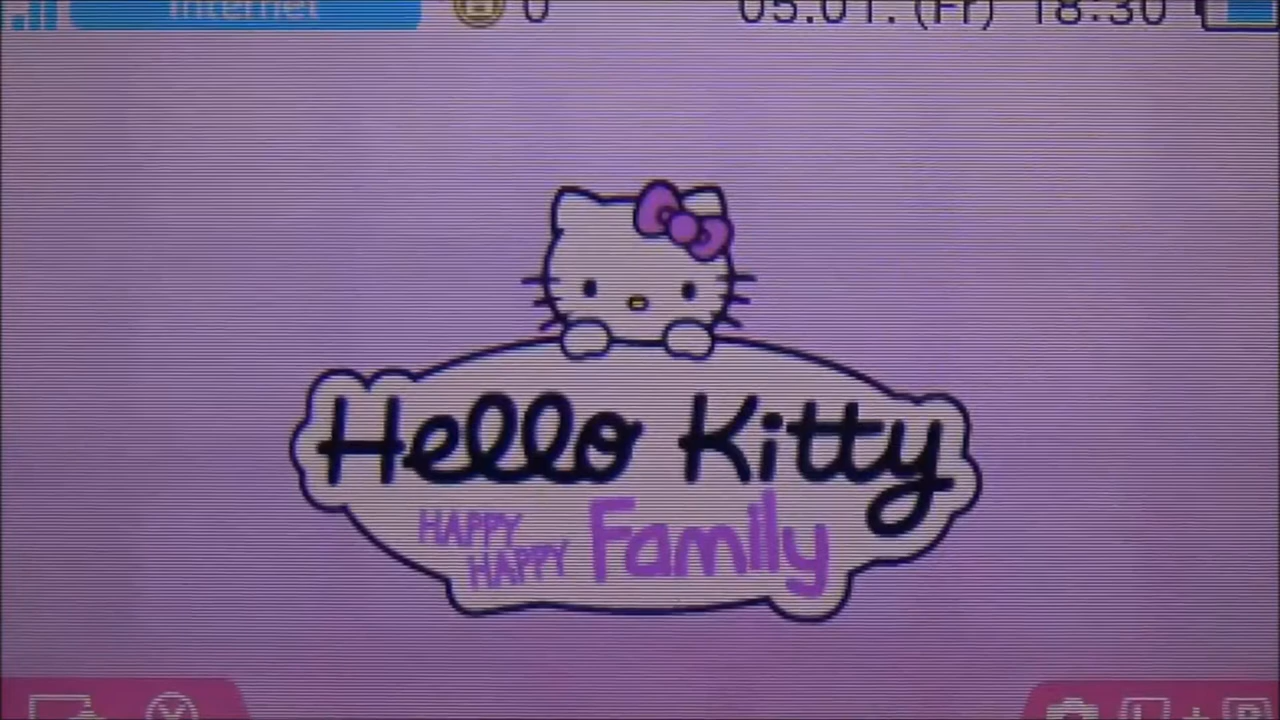 Internet 0 05.01. (Fr) 18:30
Hello Kitty
HAPPY
HAPPY Family
Y L + R